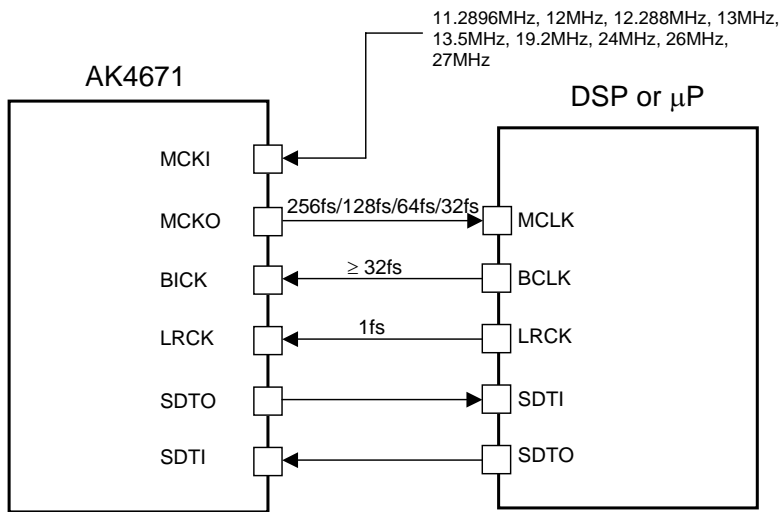 11.2896MHz, 12MHz, 12.288MHz, 13MHz,
13.5MHz, 19.2MHz, 24MHz, 26MHz,
27MHz
AK4671
DSP or μP
MCKI
MCKO
256fs/128fs/64fs/32fs
MCLK
BICK
≥ 32fs
BCLK
LRCK
1fs
LRCK
SDTO
SDTI
SDTI
SDTO